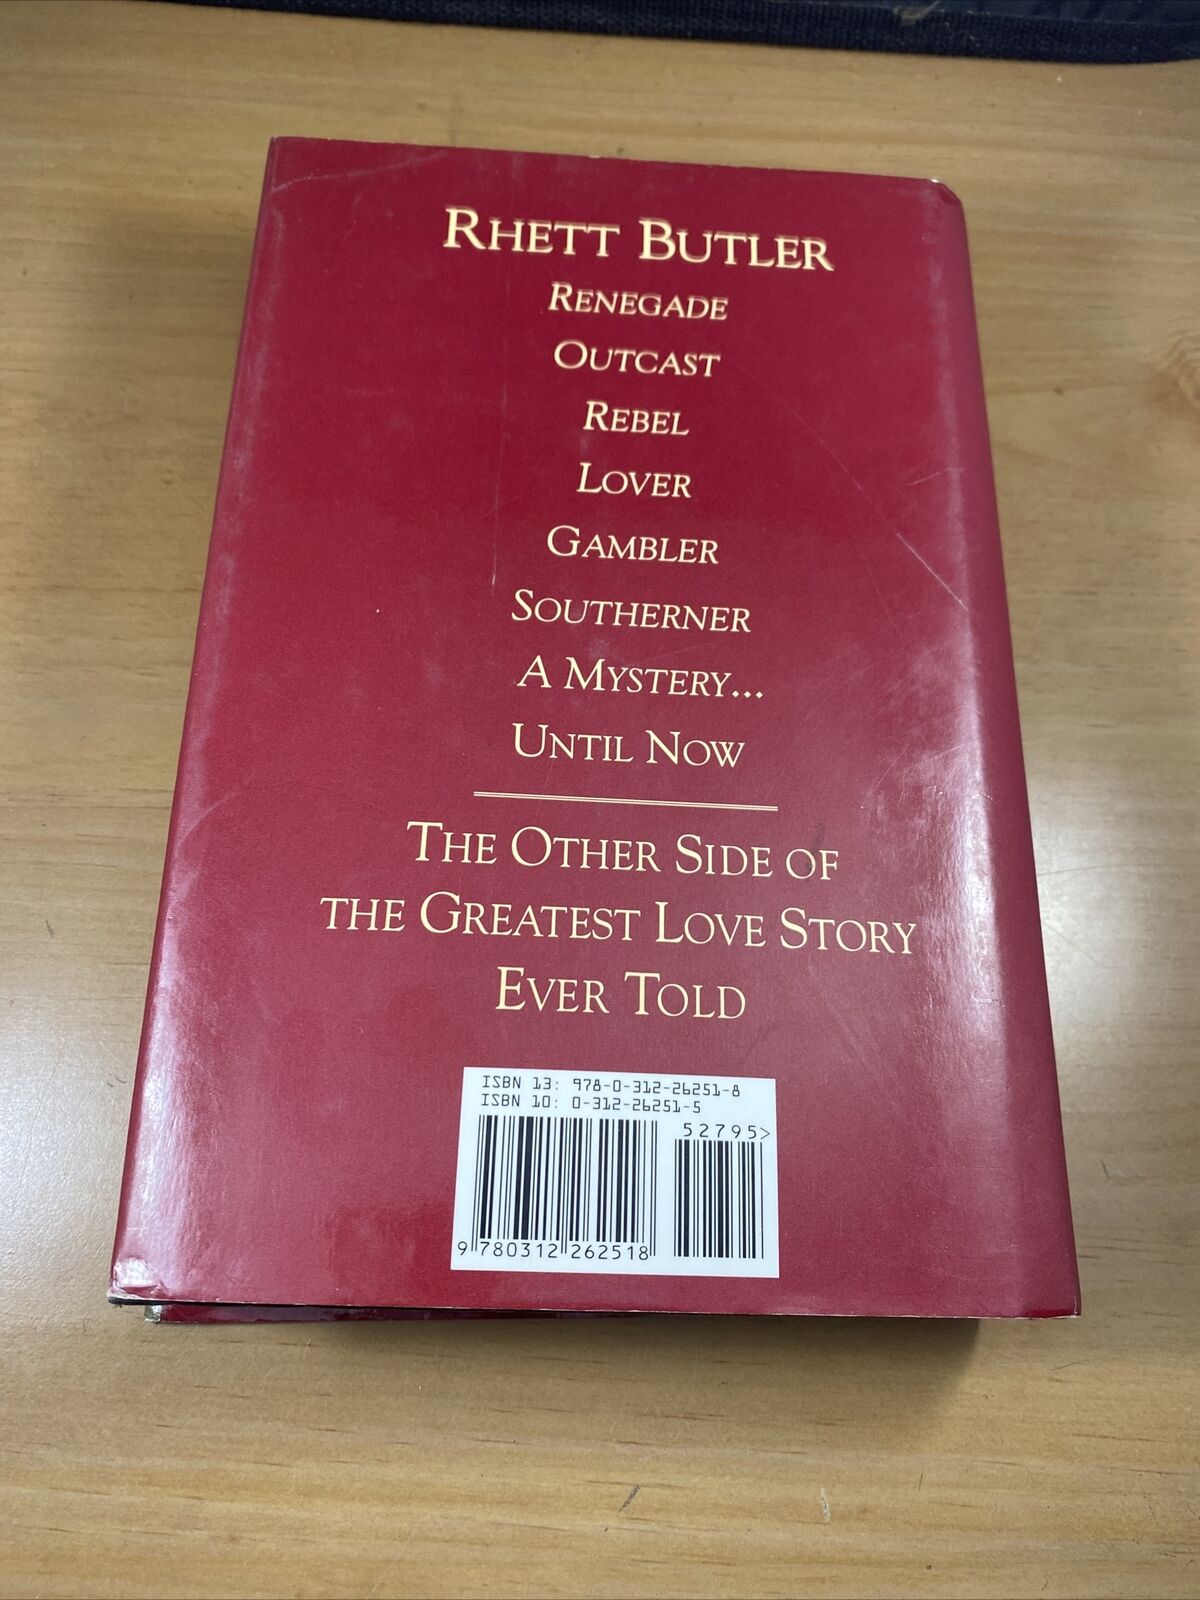 RHETT BUTLER
RENEGADE
OUTCAST
REBEL
LOVER
GAMBLER
SOUTHERNER
A MYSTERY...
UNTIL NOW
THE OTHER SIDE OF
THE GREATEST LOVE STORY
EVER TOLD
ISBN 13: 978-0-312-26251-8
ISBN 10: 0-312-26251-5
52795>
9 780312 262518